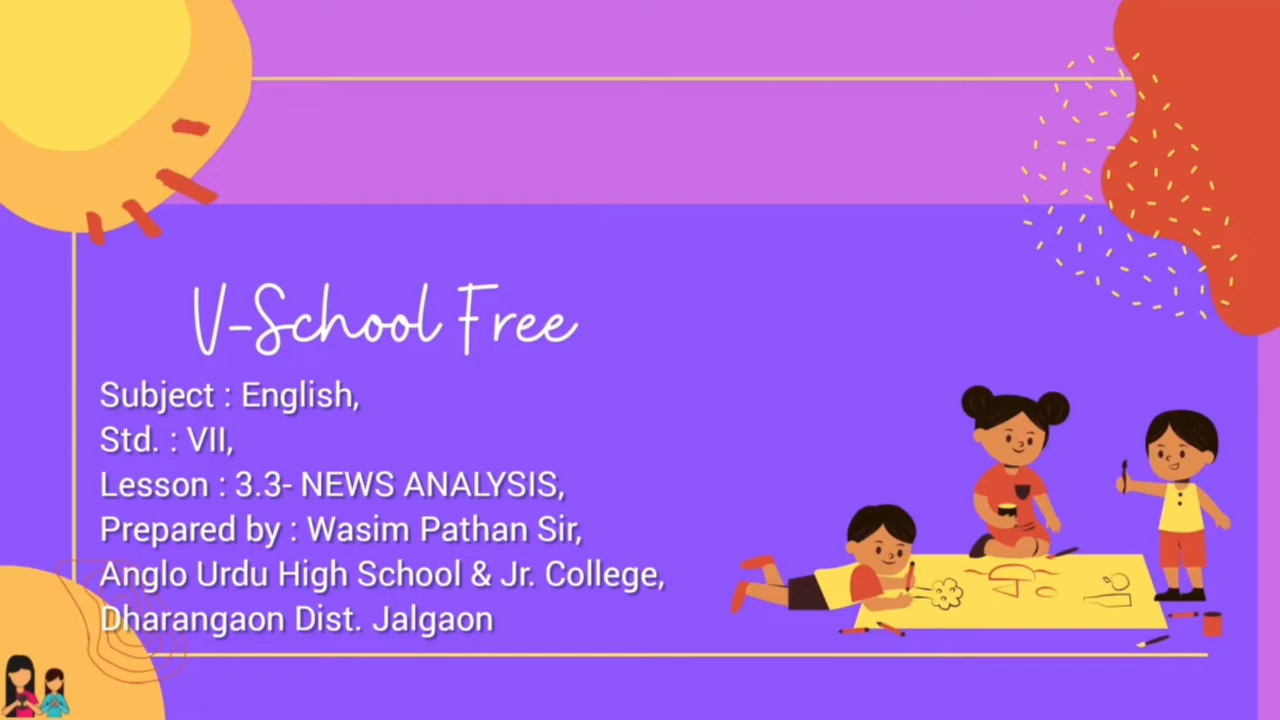 V-School Free
Subject : English,
Std. : VII,
Lesson : 3.3- NEWS ANALYSIS,
Prepared by : Wasim Pathan Sir,
Anglo Urdu High School & Jr. College,
Dharangaon Dist. Jalgaon